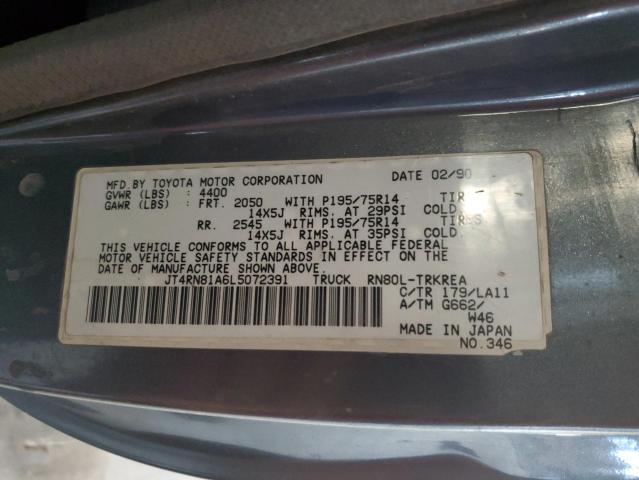 MFD.BY TOYOTA MOTOR CORPORATION DATE 02/90
GVWR (LBS) : 4400
GAWR (LBS) : FRT. 2050 WITH P195/75R14 TIRES
14X5J RIMS. AT 29PSI COLD
RR. 2545 WITH P195/75R14 TIRES
14X5J RIMS. AT 35PSI COLD
THIS VEHICLE CONFORMS TO ALL APPLICABLE FEDERAL
MOTOR VEHICLE SAFETY STANDARDS IN EFFECT ON THE
DATE OF MANUFACTURE SHOWN ABOVE.
JT4RN81A6L5072391 TRUCK RN80L-TRKREA
C/TR 179/LA11
A/TM G662/
W46
MADE IN JAPAN
NO.346